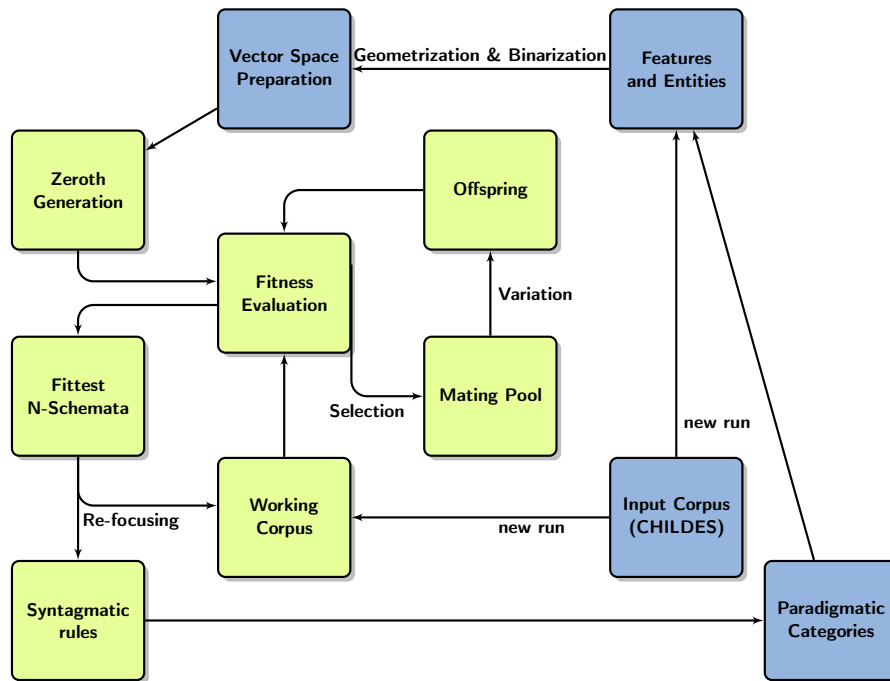 Vector Space
Preparation
Geometrization & Binarization
Features
and Entities
Zeroth
Generation
Offspring
Fitness
Evaluation
Variation
Fittest
N-Schemata
Selection
Mating Pool
new run
Re-focusing
Working
Corpus
new run
Input Corpus
(CHILDES)
Syntagmatic
rules
Paradigmatic
Categories